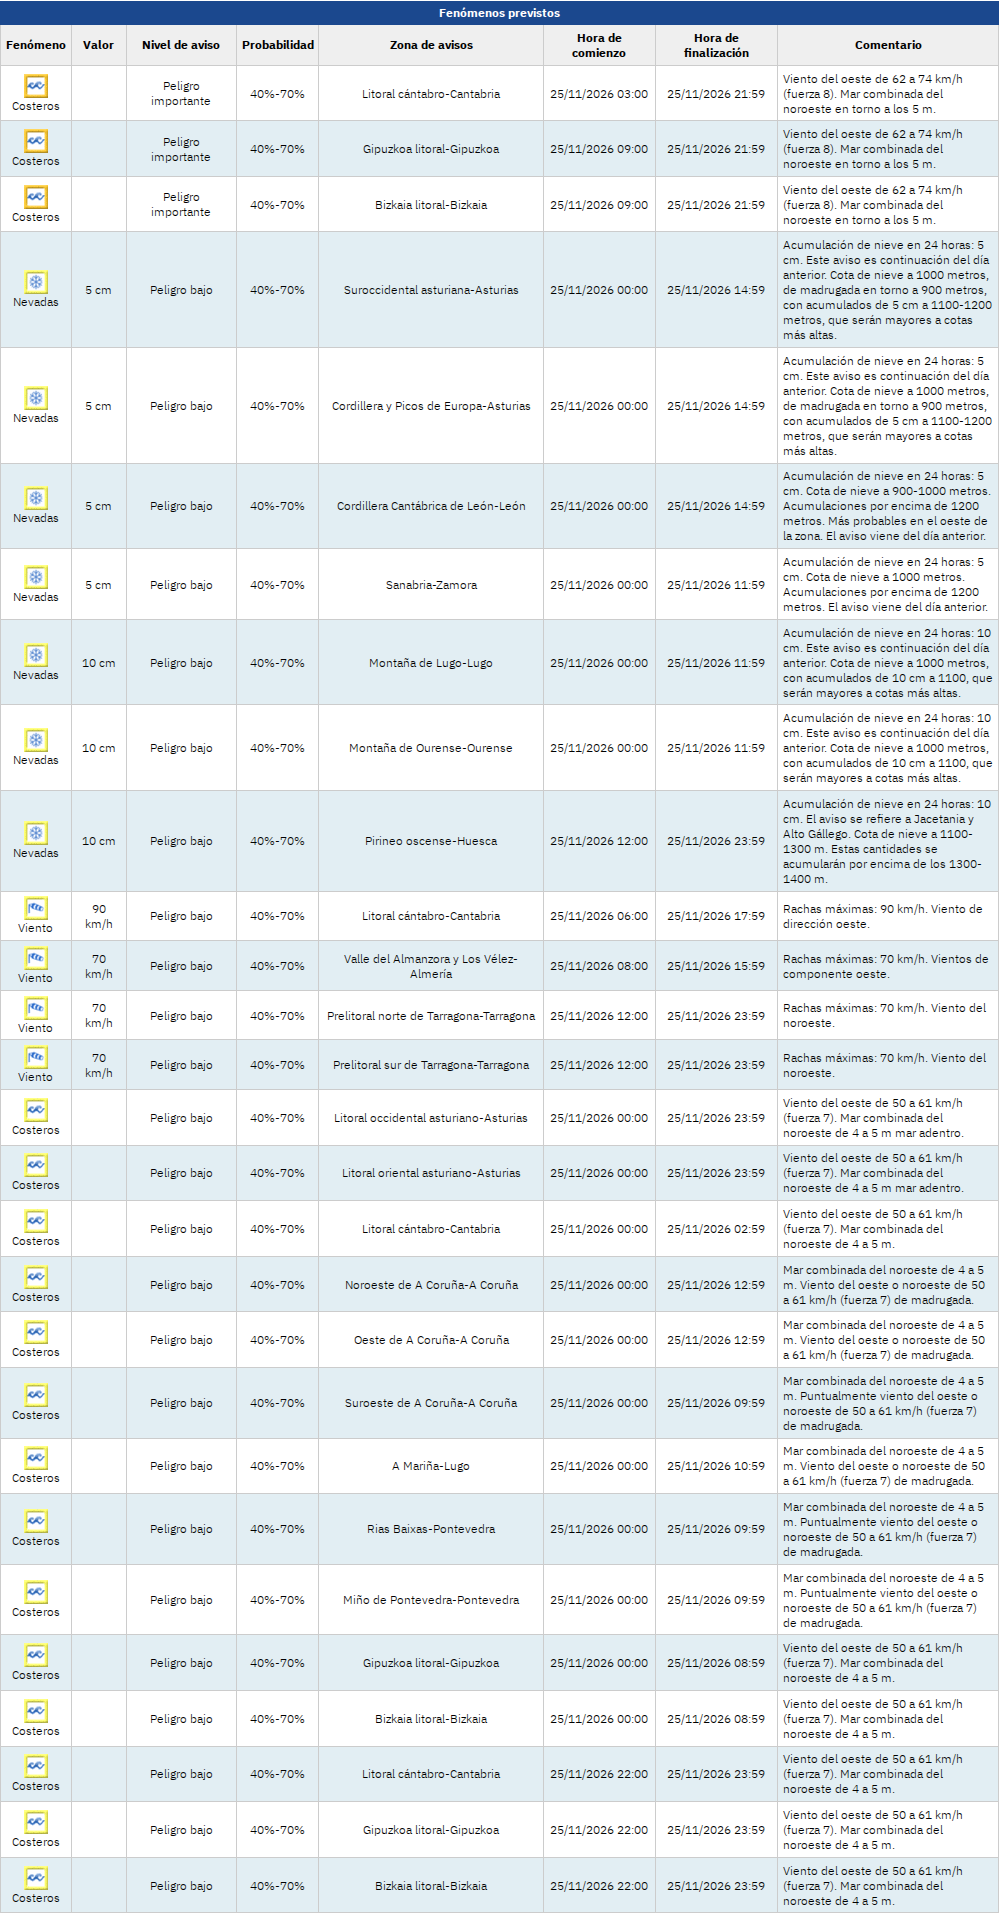 Fenómenos previstos
Fenómeno Valor Nivel de aviso Probabilidad Zona de avisos Hora de comienzo Hora de finalización Comentario
Costeros Peligro importante 40%-70% Litoral cántabro-Cantabria 25/11/2026 03:00 25/11/2026 21:59 Viento del oeste de 62 a 74 km/h
(fuerza 8). Mar combinada del
noroeste en torno a los 5 m.
Costeros Peligro importante 40%-70% Gipuzkoa litoral-Gipuzkoa 25/11/2026 09:00 25/11/2026 21:59 Viento del oeste de 62 a 74 km/h
(fuerza 8). Mar combinada del
noroeste en torno a los 5 m.
Costeros Peligro importante 40%-70% Bizkaia litoral-Bizkaia 25/11/2026 09:00 25/11/2026 21:59 Viento del oeste de 62 a 74 km/h
(fuerza 8). Mar combinada del
noroeste en torno a los 5 m.
Nevadas 5 cm Peligro bajo 40%-70% Suroccidental asturiana-Asturias 25/11/2026 00:00 25/11/2026 14:59 Acumulación de nieve en 24 horas: 5
cm. Este aviso es continuación del día
anterior. Cota de nieve a 1000 metros,
de madrugada en torno a 900 metros,
con acumulados de 5 cm a 1100-1200
metros, que serán mayores a cotas
más altas.
Nevadas 5 cm Peligro bajo 40%-70% Cordillera y Picos de Europa-Asturias 25/11/2026 00:00 25/11/2026 14:59 Acumulación de nieve en 24 horas: 5
cm. Este aviso es continuación del día
anterior. Cota de nieve a 1000 metros,
de madrugada en torno a 900 metros,
con acumulados de 5 cm a 1100-1200
metros, que serán mayores a cotas
más altas.
Nevadas 5 cm Peligro bajo 40%-70% Cordillera Cantábrica de León-León 25/11/2026 00:00 25/11/2026 14:59 Acumulación de nieve en 24 horas: 5
cm. Cota de nieve a 900-1000 metros.
Acumulaciones por encima de 1200
metros. Más probables en el oeste de
la zona. El aviso viene del día anterior.
Nevadas 5 cm Peligro bajo 40%-70% Sanabria-Zamora 25/11/2026 00:00 25/11/2026 11:59 Acumulación de nieve en 24 horas: 5
cm. Cota de nieve a 1000 metros.
Acumulaciones por encima de 1200
metros. El aviso viene del día anterior.
Nevadas 10 cm Peligro bajo 40%-70% Montaña de Lugo-Lugo 25/11/2026 00:00 25/11/2026 11:59 Acumulación de nieve en 24 horas: 10
cm. Este aviso es continuación del día
anterior. Cota de nieve a 1000 metros,
con acumulados de 10 cm a 1100, que
serán mayores a cotas más altas.
Nevadas 10 cm Peligro bajo 40%-70% Montaña de Ourense-Ourense 25/11/2026 00:00 25/11/2026 11:59 Acumulación de nieve en 24 horas: 10
cm. Este aviso es continuación del día
anterior. Cota de nieve a 1000 metros,
con acumulados de 10 cm a 1100, que
serán mayores a cotas más altas.
Nevadas 10 cm Peligro bajo 40%-70% Pirineo oscense-Huesca 25/11/2026 12:00 25/11/2026 23:59 Acumulación de nieve en 24 horas: 10
cm. El aviso se refiere a Jacetania y
Alto Gállego. Cota de nieve a 1100-
1300 m. Estas cantidades se
acumularán por encima de los 1300-
1400 m.
Viento 90 km/h Peligro bajo 40%-70% Litoral cántabro-Cantabria 25/11/2026 06:00 25/11/2026 17:59 Rachas máximas: 90 km/h. Viento de
dirección oeste.
Viento 70 km/h Peligro bajo 40%-70% Valle del Almanzora y Los Vélez-Almería 25/11/2026 08:00 25/11/2026 15:59 Rachas máximas: 70 km/h. Vientos de
componente oeste.
Viento 70 km/h Peligro bajo 40%-70% Prelitoral norte de Tarragona-Tarragona 25/11/2026 12:00 25/11/2026 23:59 Rachas máximas: 70 km/h. Viento del
noroeste.
Viento 70 km/h Peligro bajo 40%-70% Prelitoral sur de Tarragona-Tarragona 25/11/2026 12:00 25/11/2026 23:59 Rachas máximas: 70 km/h. Viento del
noroeste.
Costeros Peligro bajo 40%-70% Litoral occidental asturiano-Asturias 25/11/2026 00:00 25/11/2026 23:59 Viento del oeste de 50 a 61 km/h
(fuerza 7). Mar combinada del
noroeste de 4 a 5 m mar adentro.
Costeros Peligro bajo 40%-70% Litoral oriental asturiano-Asturias 25/11/2026 00:00 25/11/2026 23:59 Viento del oeste de 50 a 61 km/h
(fuerza 7). Mar combinada del
noroeste de 4 a 5 m mar adentro.
Costeros Peligro bajo 40%-70% Litoral cántabro-Cantabria 25/11/2026 00:00 25/11/2026 02:59 Viento del oeste de 50 a 61 km/h
(fuerza 7). Mar combinada del
noroeste de 4 a 5 m.
Costeros Peligro bajo 40%-70% Noroeste de A Coruña-A Coruña 25/11/2026 00:00 25/11/2026 12:59 Mar combinada del noroeste de 4 a 5
m. Viento del oeste o noroeste de 50
a 61 km/h (fuerza 7) de madrugada.
Costeros Peligro bajo 40%-70% Oeste de A Coruña-A Coruña 25/11/2026 00:00 25/11/2026 12:59 Mar combinada del noroeste de 4 a 5
m. Viento del oeste o noroeste de 50
a 61 km/h (fuerza 7) de madrugada.
Costeros Peligro bajo 40%-70% Suroeste de A Coruña-A Coruña 25/11/2026 00:00 25/11/2026 09:59 Mar combinada del noroeste de 4 a 5
m. Puntualmente viento del oeste o
noroeste de 50 a 61 km/h (fuerza 7)
de madrugada.
Costeros Peligro bajo 40%-70% A Mariña-Lugo 25/11/2026 00:00 25/11/2026 10:59 Mar combinada del noroeste de 4 a 5
m. Viento del oeste o noroeste de 50
a 61 km/h (fuerza 7) de madrugada.
Costeros Peligro bajo 40%-70% Rias Baixas-Pontevedra 25/11/2026 00:00 25/11/2026 09:59 Mar combinada del noroeste de 4 a 5
m. Puntualmente viento del oeste o
noroeste de 50 a 61 km/h (fuerza 7)
de madrugada.
Costeros Peligro bajo 40%-70% Miño de Pontevedra-Pontevedra 25/11/2026 00:00 25/11/2026 09:59 Mar combinada del noroeste de 4 a 5
m. Puntualmente viento del oeste o
noroeste de 50 a 61 km/h (fuerza 7)
de madrugada.
Costeros Peligro bajo 40%-70% Gipuzkoa litoral-Gipuzkoa 25/11/2026 00:00 25/11/2026 08:59 Viento del oeste de 50 a 61 km/h
(fuerza 7). Mar combinada del
noroeste de 4 a 5 m.
Costeros Peligro bajo 40%-70% Bizkaia litoral-Bizkaia 25/11/2026 00:00 25/11/2026 08:59 Viento del oeste de 50 a 61 km/h
(fuerza 7). Mar combinada del
noroeste de 4 a 5 m.
Costeros Peligro bajo 40%-70% Litoral cántabro-Cantabria 25/11/2026 22:00 25/11/2026 23:59 Viento del oeste de 50 a 61 km/h
(fuerza 7). Mar combinada del
noroeste de 4 a 5 m.
Costeros Peligro bajo 40%-70% Gipuzkoa litoral-Gipuzkoa 25/11/2026 22:00 25/11/2026 23:59 Viento del oeste de 50 a 61 km/h
(fuerza 7). Mar combinada del
noroeste de 4 a 5 m.
Costeros Peligro bajo 40%-70% Bizkaia litoral-Bizkaia 25/11/2026 22:00 25/11/2026 23:59 Viento del oeste de 50 a 61 km/h
(fuerza 7). Mar combinada del
noroeste de 4 a 5 m.